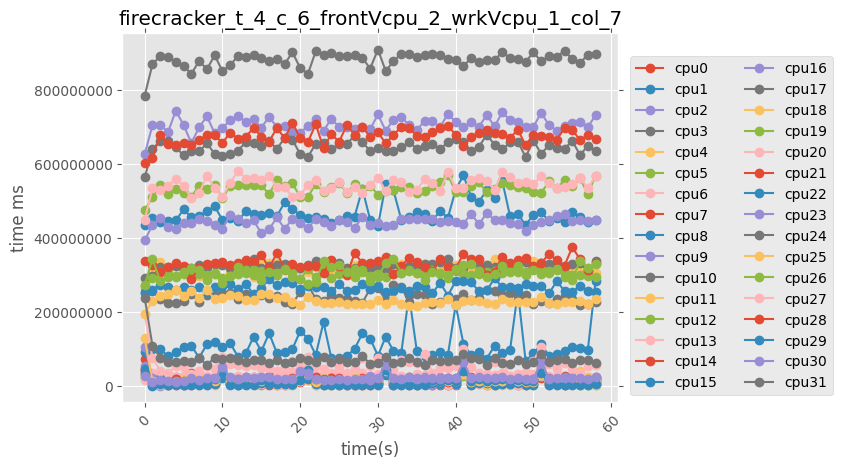 firecracker_t_4_c_6_frontVcpu_2_wrkVcpu_1_col_7
time ms
800000000
600000000
400000000
200000000
0
0
10
20
30
40
50
60
time(s)
cpu0
cpu1
cpu2
cpu3
cpu4
cpu5
cpu6
cpu7
cpu8
cpu9
cpu10
cpu11
cpu12
cpu13
cpu14
cpu15
cpu16
cpu17
cpu18
cpu19
cpu20
cpu21
cpu22
cpu23
cpu24
cpu25
cpu26
cpu27
cpu28
cpu29
cpu30
cpu31